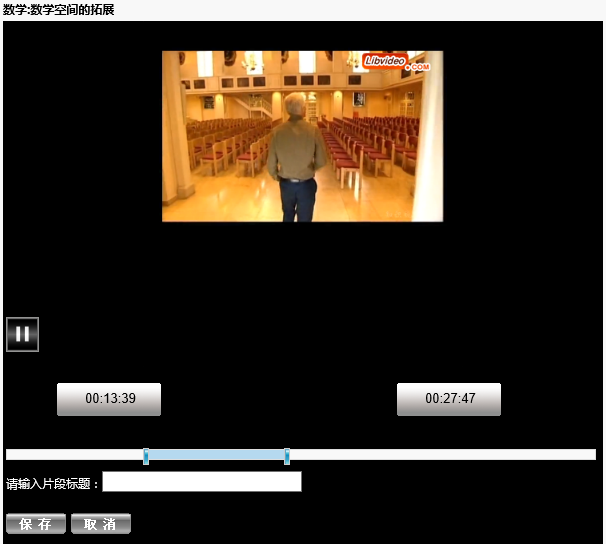 数学:数学空间的拓展
Libvideo
.COM
00:13:39
00:27:47
请输入片段标题：
保 存
取 消